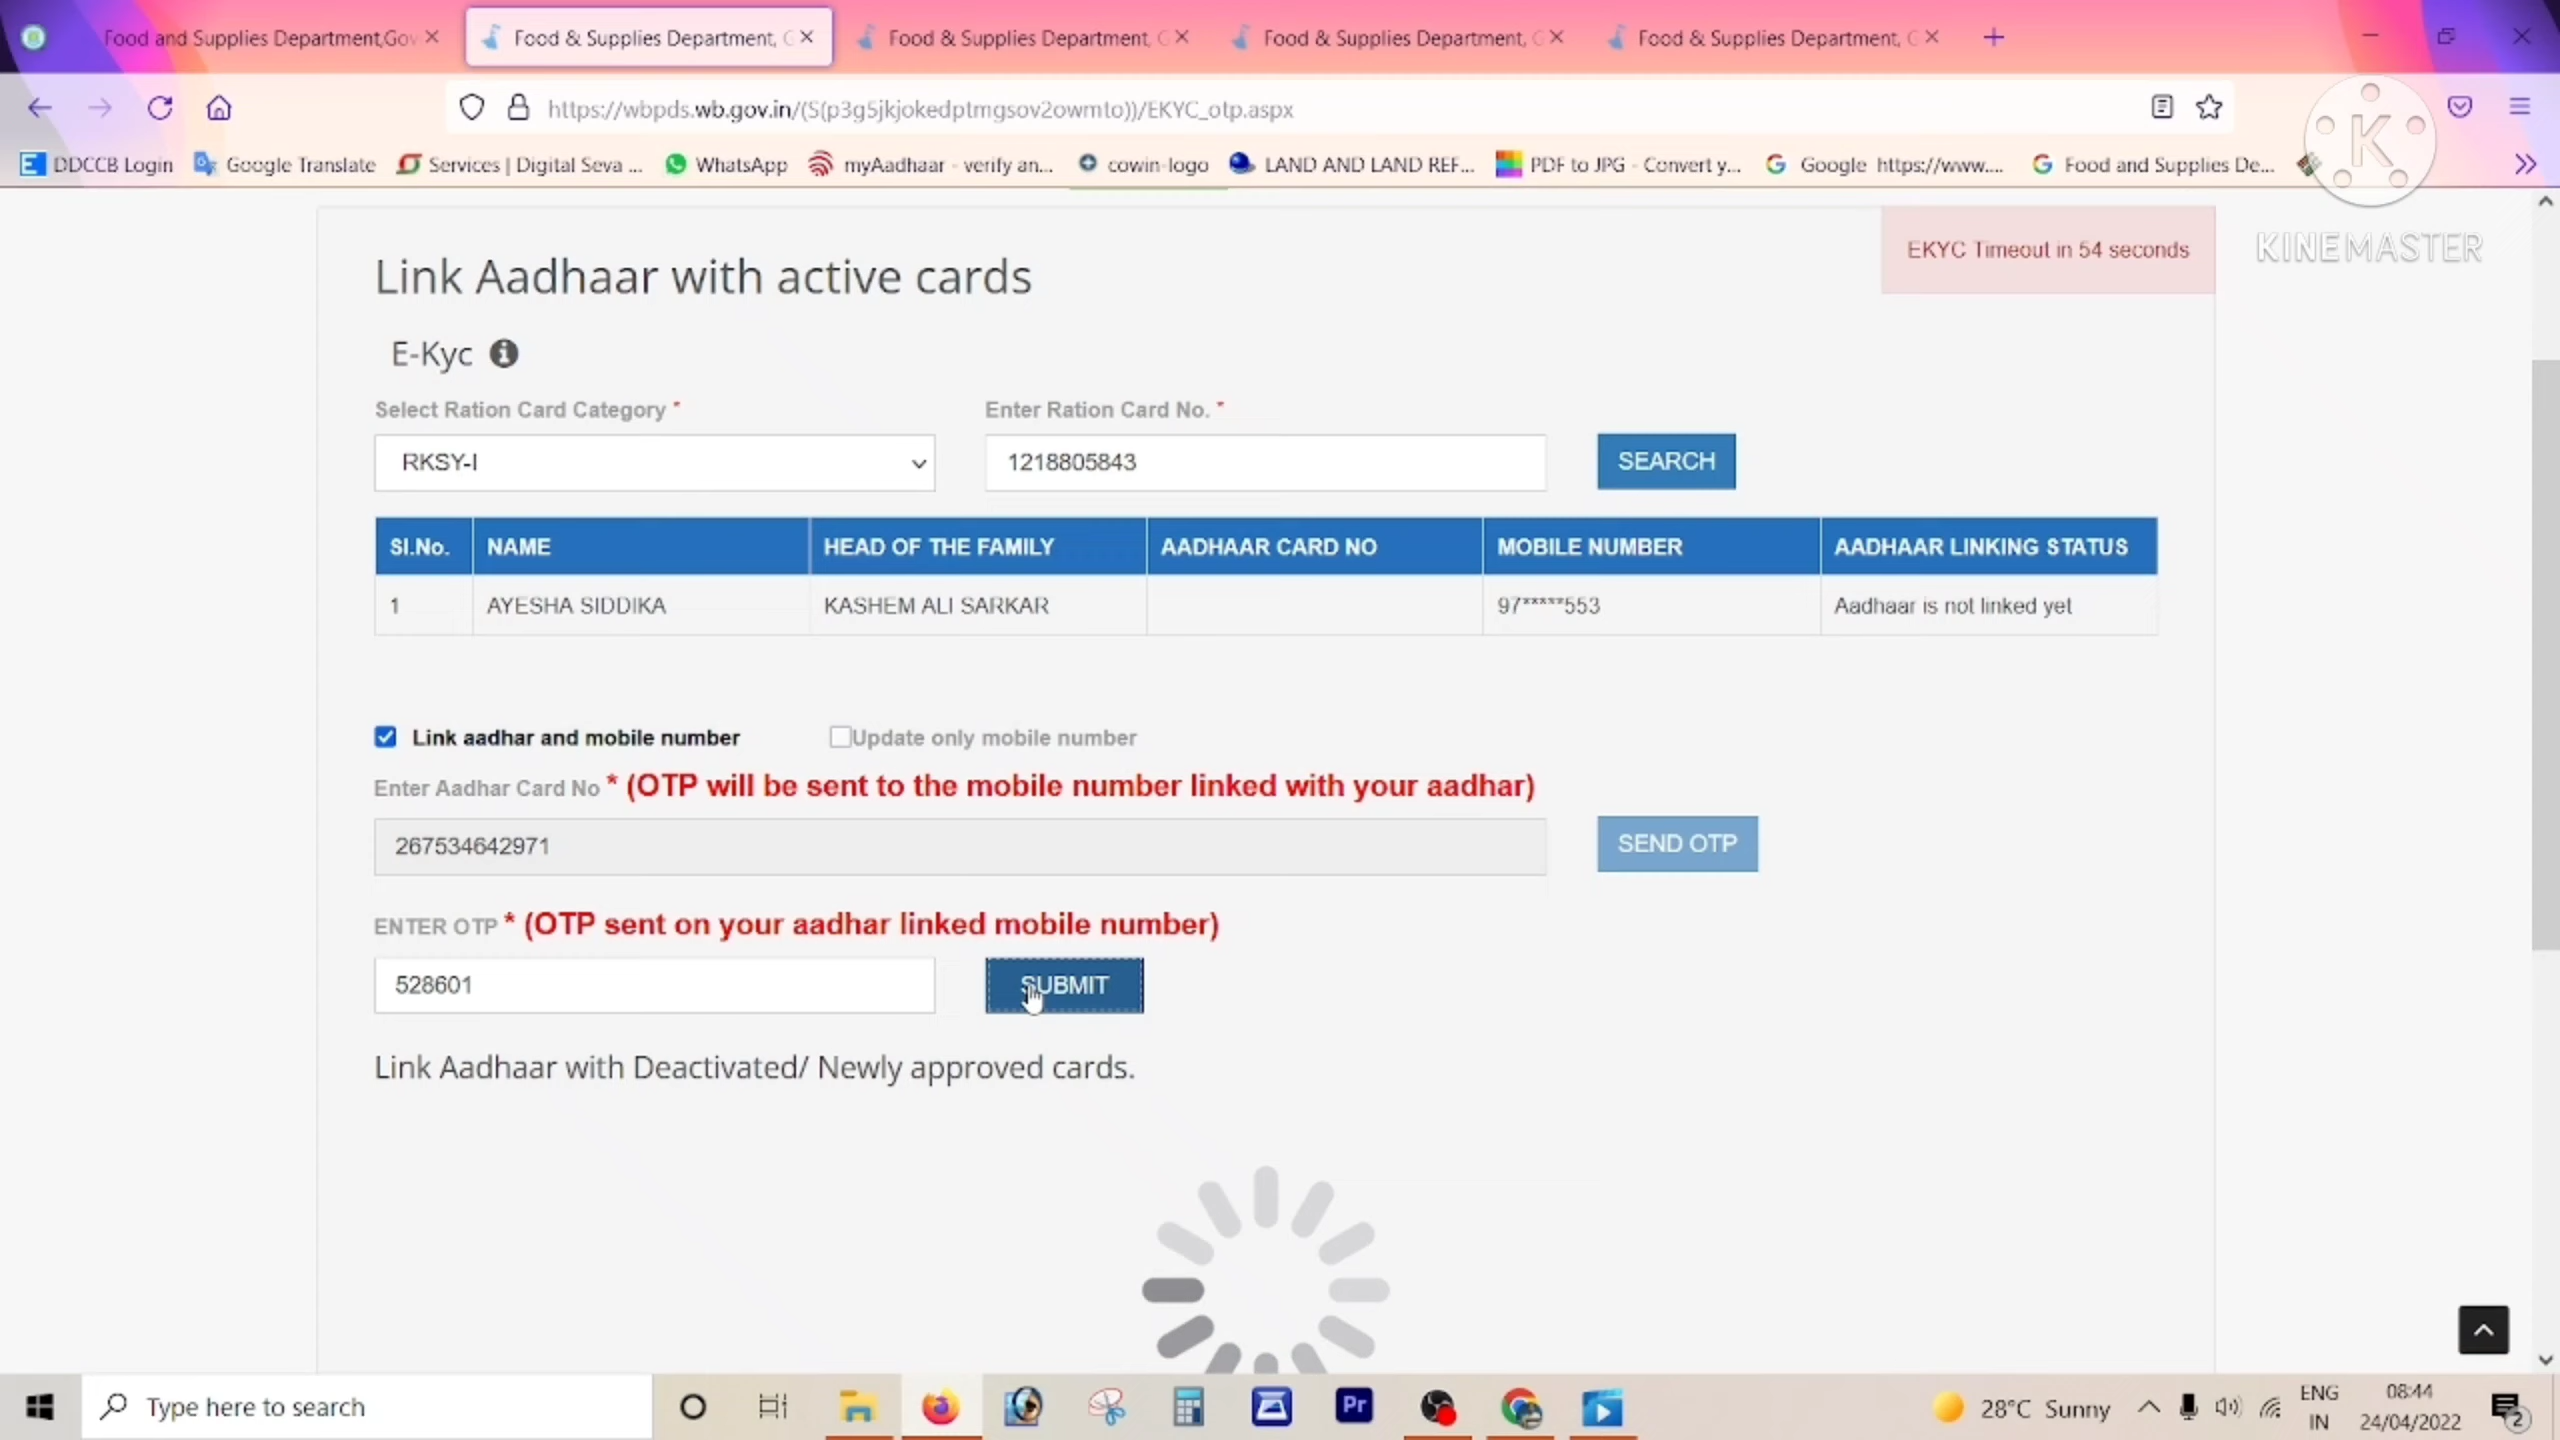 Food and Supplies Department,Gov
Food & Supplies Department, G
Food & Supplies Department, G
Food & Supplies Department, G
Food & Supplies Department, G
https://wbpds.wb.gov.in/(S(p3g5jkjokedptmgsov2owmto))/EKYC_otp.aspx
K
DDCCB Login
Google Translate
Services | Digital Seva ...
WhatsApp
myAadhaar - verify an...
cowin-logo
LAND AND LAND REF...
PDF to JPG - Convert y...
Google https://www....
Food and Supplies De...
KINEMASTER
EKYC Timeout in 54 seconds
Link Aadhaar with active cards
E-Kyc
Select Ration Card Category *
Enter Ration Card No. *
RKSY-I
1218805843
SEARCH
Sl.No. NAME HEAD OF THE FAMILY AADHAAR CARD NO MOBILE NUMBER AADHAAR LINKING STATUS
1 AYESHA SIDDIKA KASHEM ALI SARKAR 97*****553 Aadhaar is not linked yet
Link aadhar and mobile number
Update only mobile number
Enter Aadhar Card No * (OTP will be sent to the mobile number linked with your aadhar)
267534642971
SEND OTP
ENTER OTP * (OTP sent on your aadhar linked mobile number)
528601
SUBMIT
Link Aadhaar with Deactivated/ Newly approved cards.
Type here to search
Pr
28°C Sunny
ENG
IN
08:44
24/04/2022
2